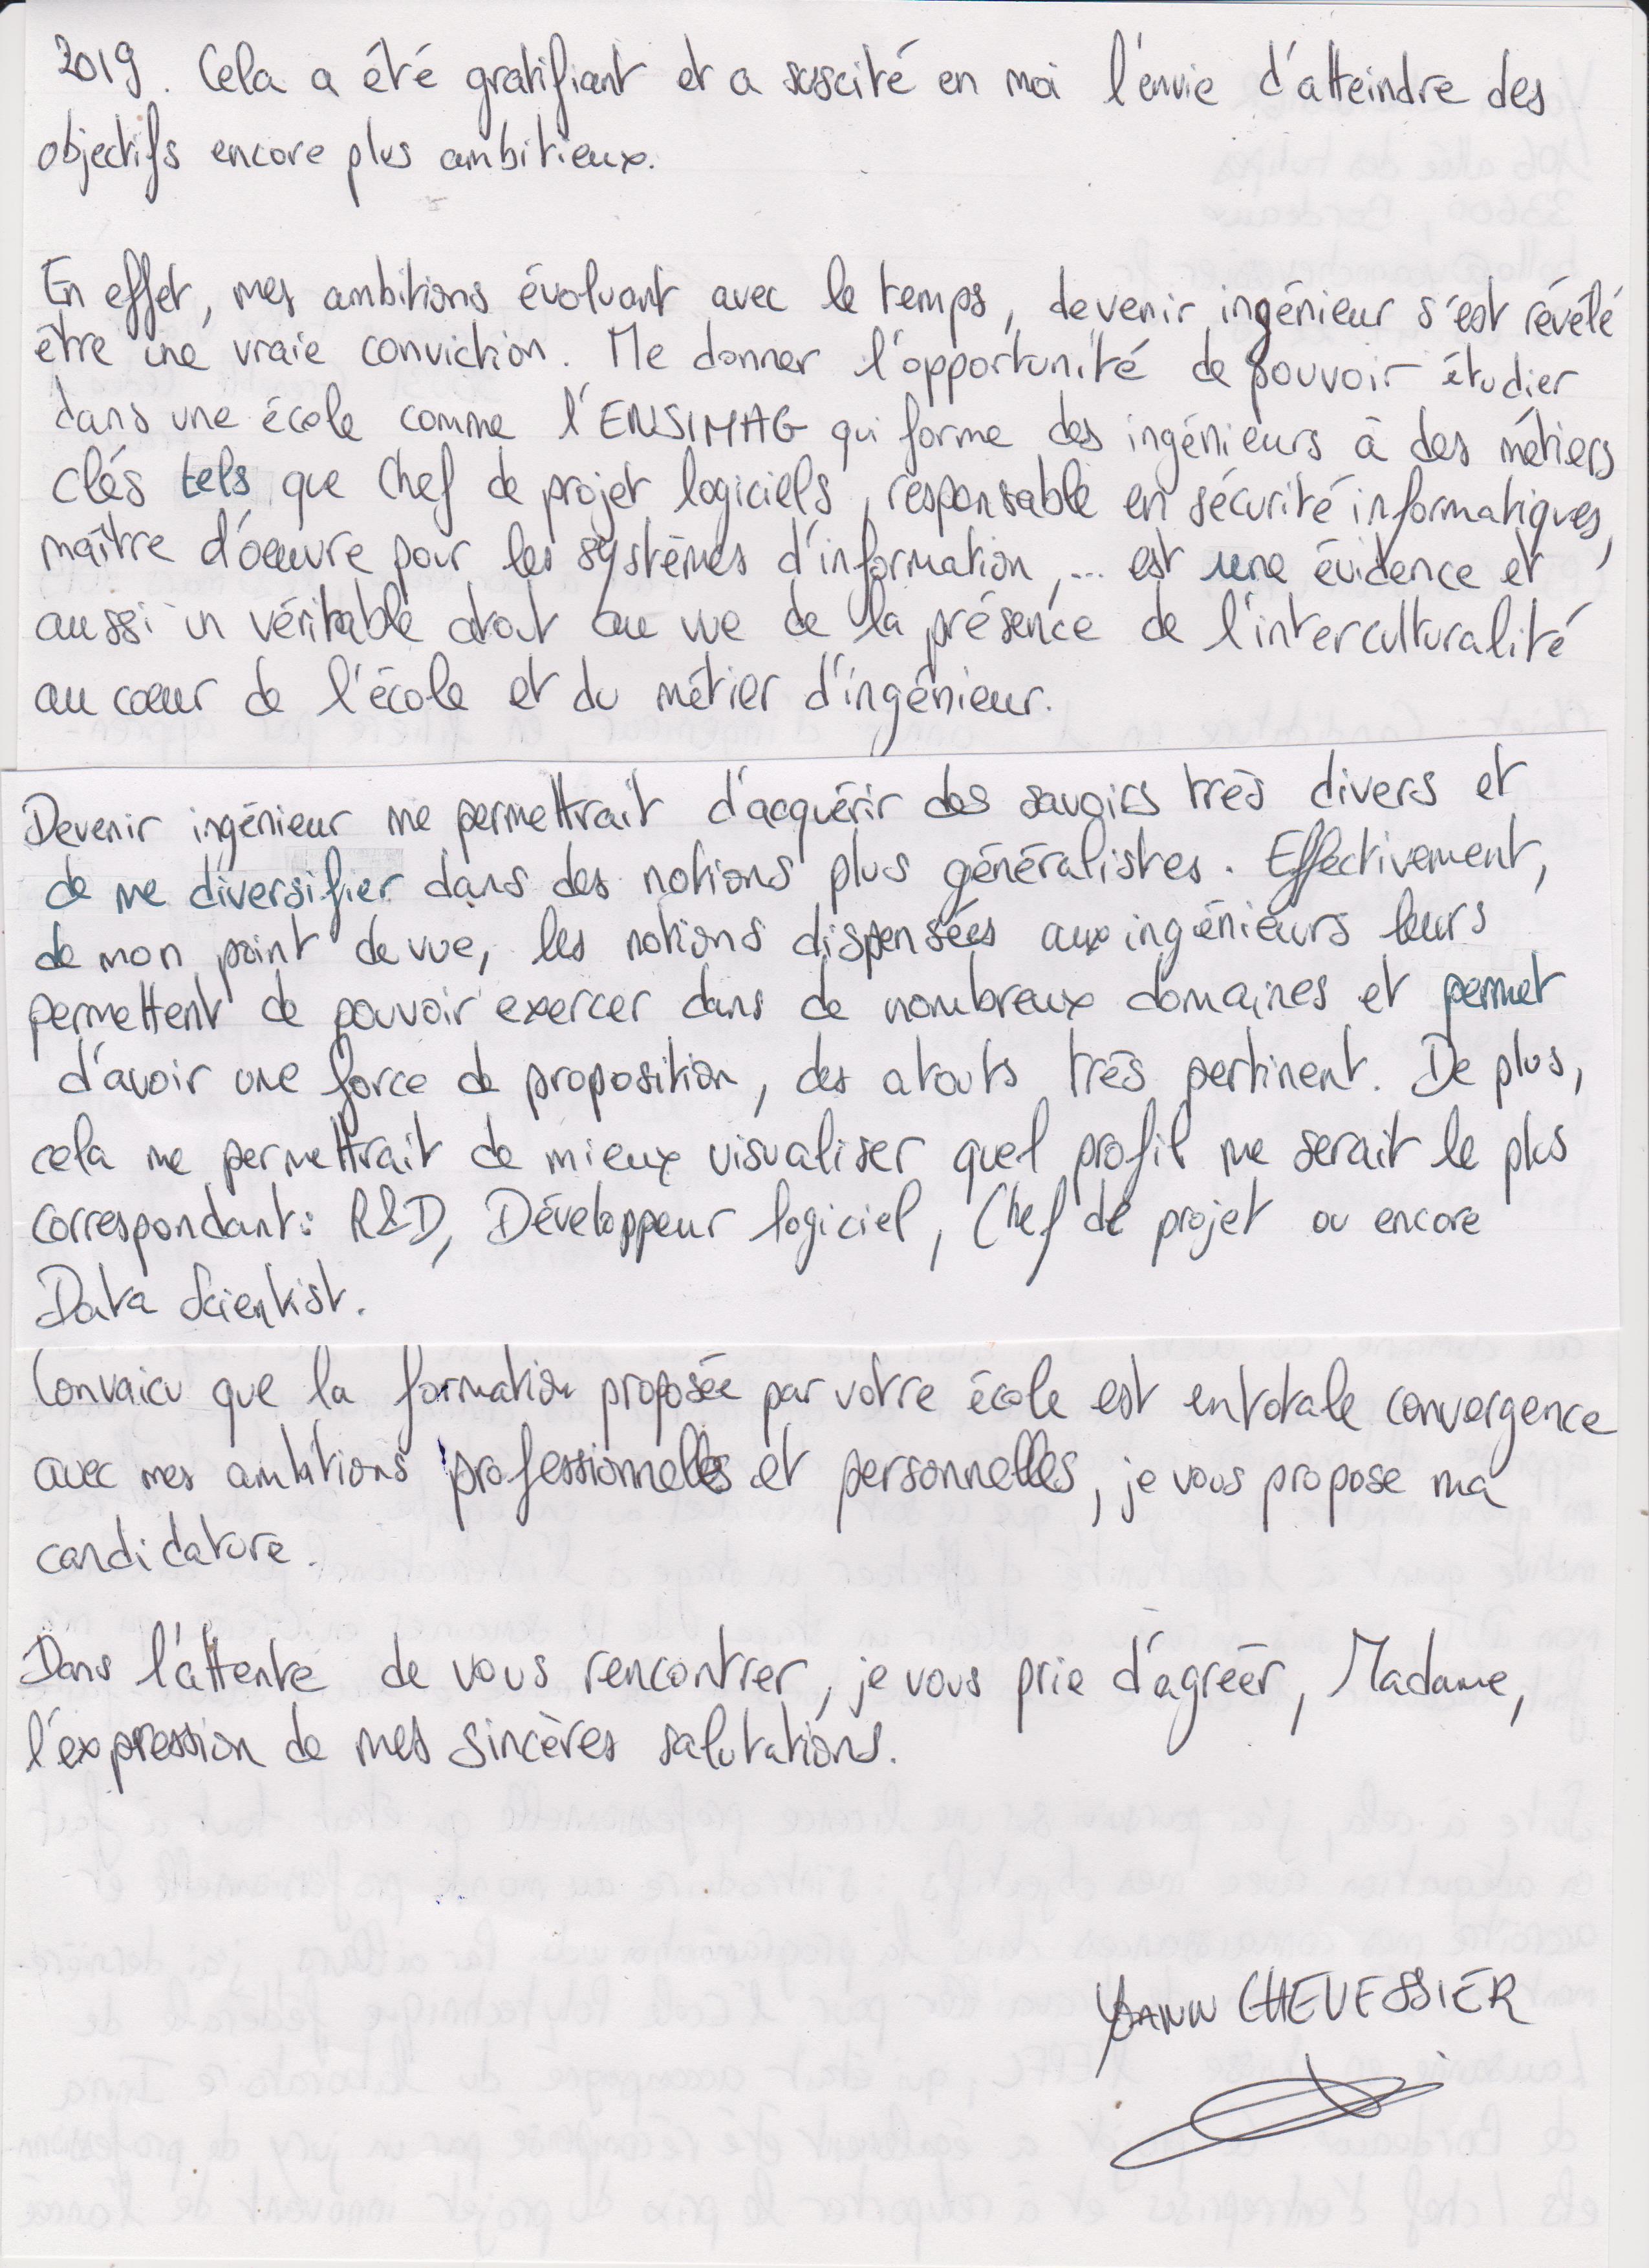 2019. Cela a été gratifiant et a suscité en moi l'envie d'atteindre des
objectifs encore plus ambitieux.
En effet, mes ambitions évoluant avec le temps, devenir ingénieur s'est révélé
être une vraie conviction. Me donner l'opportunité de pouvoir étudier
dans une école comme l'ENSIMAG qui forme des ingénieurs à des métiers
clés tels que Chef de projet logiciels, responsable en sécurité informatiques,
maître d'oeuvre pour les systèmes d'information, ... est une évidence et
aussi un véritable atout au vue de la présence de l'interculturalité
au coeur de l'école et du métier d'ingénieur.
Devenir ingénieur me permettrait d'acquérir des savoirs très divers et
de me diversifier dans des notions plus généralistes. Effectivement,
de mon point de vue, les notions dispensées aux ingénieurs leurs
permettent de pouvoir exercer dans de nombreux domaines et permet
d'avoir une force de proposition, des atouts très pertinent. De plus,
cela me permettrait de mieux visualiser quel profil me serait le plus
correspondant: R&D, Développeur logiciel, Chef de projet ou encore
Data Scientist.
Convaicu que la formation proposée par votre école est en totale convergence
avec mes ambitions professionnelles et personnelles, je vous propose ma
candidature.
Dans l'attente de vous rencontrer, je vous prie d'agréer, Madame,
l'expression de mes sincères salutations.
YOANN CHEVESSIER